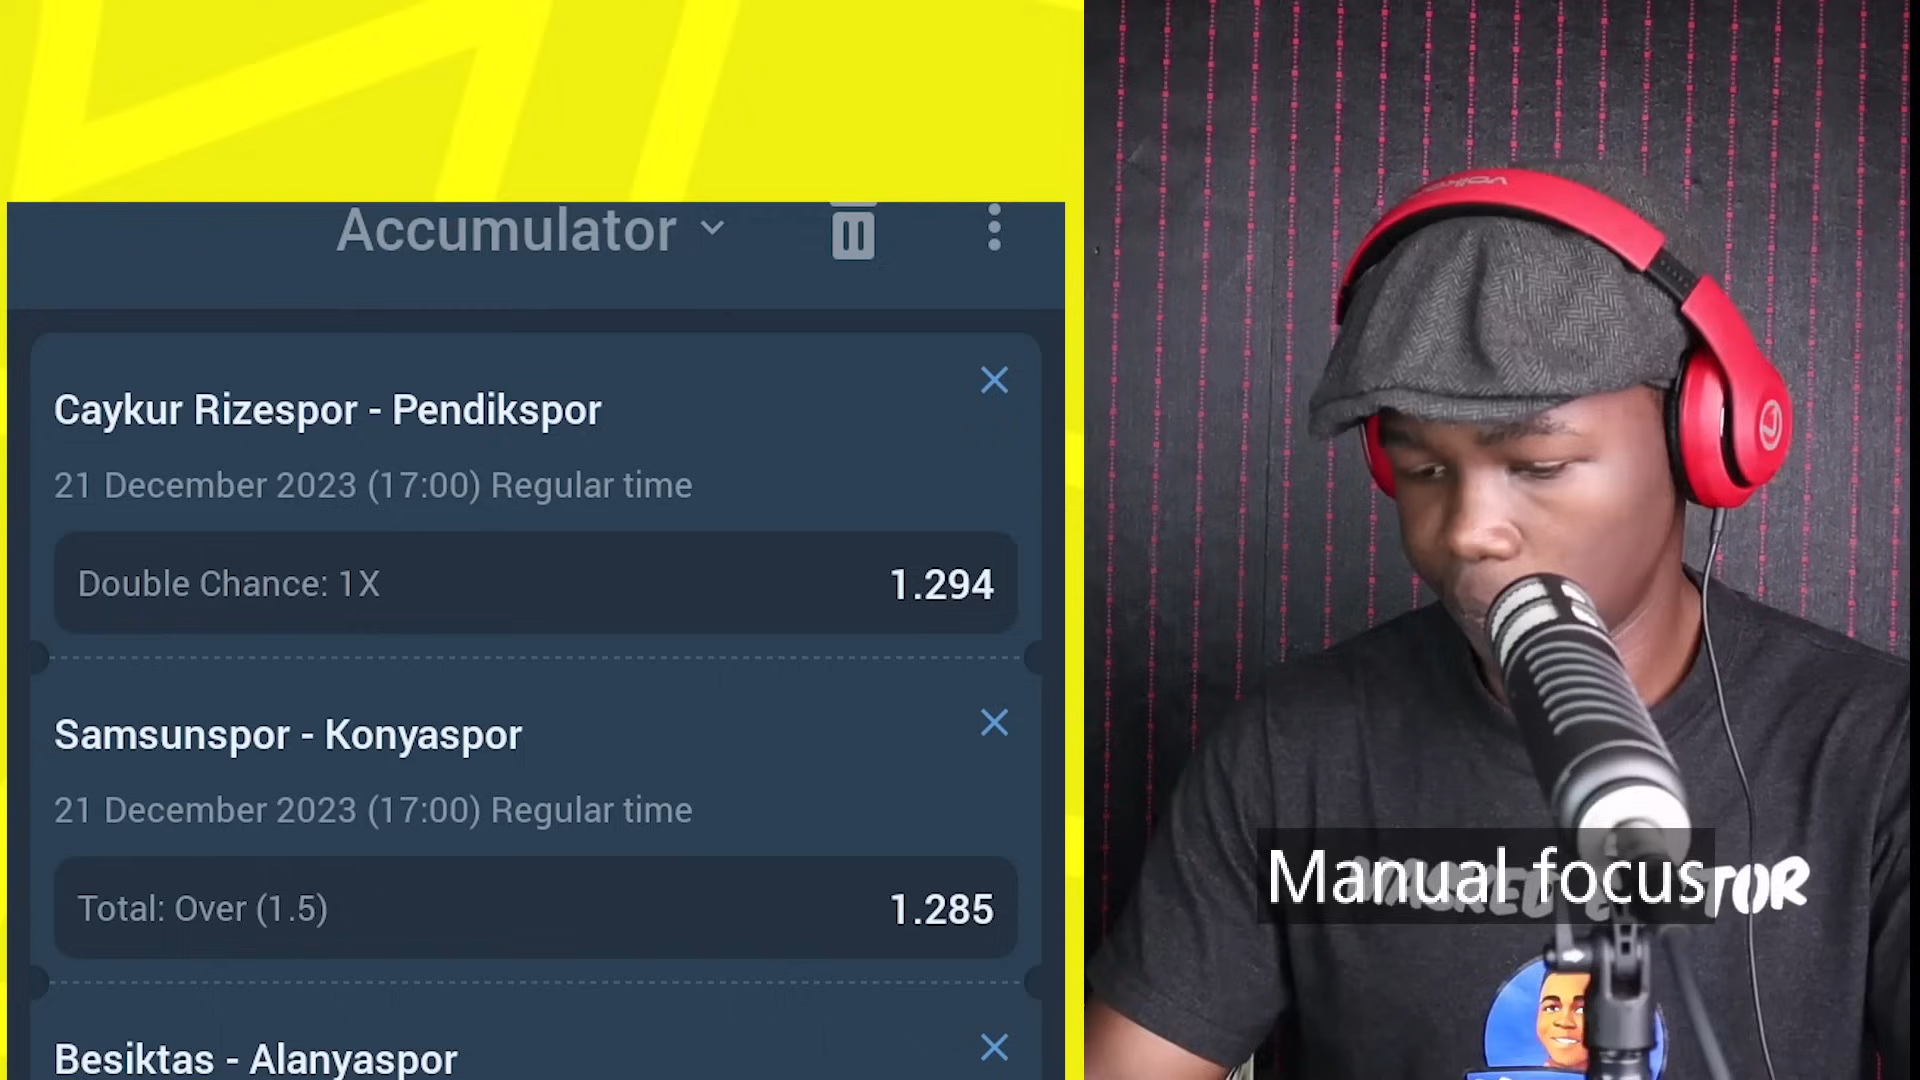 Accumulator
Caykur Rizespor - Pendikspor
21 December 2023 (17:00) Regular time
Double Chance: 1X
1.294
Samsunspor - Konyaspor
21 December 2023 (17:00) Regular time
Total: Over (1.5)
1.285
Besiktas - Alanyaspor
Manual focus